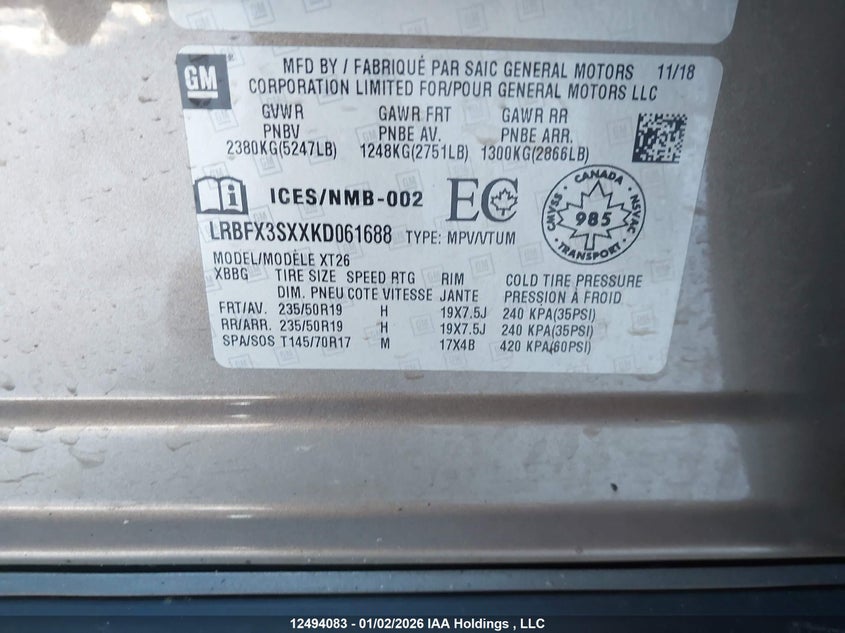 GM
MFD BY / FABRIQUÉ PAR SAIC GENERAL MOTORS 11/18
CORPORATION LIMITED FOR/POUR GENERAL MOTORS LLC
GVWR GAWR FRT GAWR RR
PNBV PNBE AV. PNBE ARR.
2380KG(5247LB) 1248KG(2751LB) 1300KG(2866LB)
ICES/NMB-002 EC
CANADA
CMVSS 985 NSVAC
TRANSPORT
LRBFX3SXXKD061688 TYPE: MPV/VTUM
MODEL/MODÈLE XT26
XBBG TIRE SIZE SPEED RTG RIM COLD TIRE PRESSURE
DIM. PNEU COTE VITESSE JANTE PRESSION À FROID
FRT/AV. 235/50R19 H 19X7.5J 240 KPA(35PSI)
RR/ARR. 235/50R19 H 19X7.5J 240 KPA(35PSI)
SPA/SOS T145/70R17 M 17X4B 420 KPA(60PSI)
12494083 - 01/02/2026 IAA Holdings , LLC